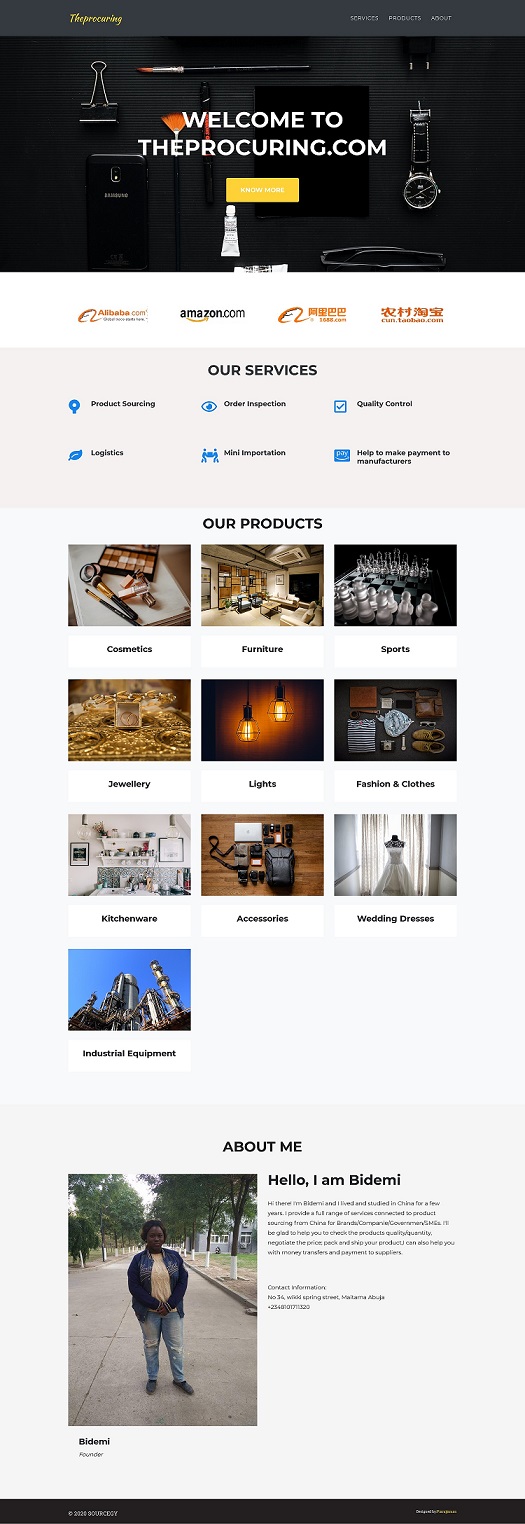 Theprocuring
SERVICES PRODUCTS ABOUT
WELCOME TO
THEPROCURING.COM
KNOW MORE
SAMSUNG
Alibaba.com
Global trade starts here.
amazon.com
阿里巴巴
1688.com
农村淘宝
cun.taobao.com
OUR SERVICES
Product Sourcing
Order Inspection
Quality Control
Logistics
Mini Importation
pay
Help to make payment to
manufacturers
OUR PRODUCTS
Cosmetics
Furniture
Sports
Jewellery
Lights
Fashion & Clothes
Kitchenware
Accessories
Wedding Dresses
Industrial Equipment
ABOUT ME
Hello, I am Bidemi
Hi there! I'm Bidemi and I lived and studied in China for a few
years. I provide a full range of services connected to product
sourcing from China for Brands/Companie/Governmen/SMEs. I'll
be glad to help you to check the products quality/quantity,
negotiate the price; pack and ship your product,I can also help you
with money transfers and payment to suppliers.
Contact Information:
No 34, wikki spring street, Maitama Abuja
+2348101711320
Bidemi
Founder
© 2020 SOURCEGY
Designed by